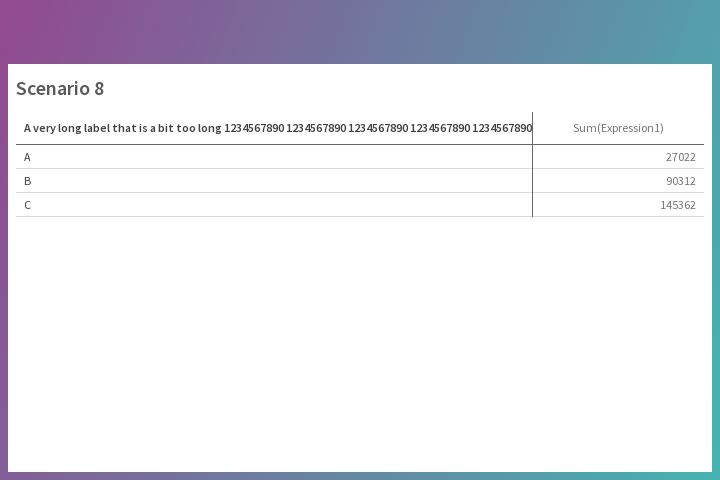 Scenario 8
A very long label that is a bit too long 1234567890 1234567890 1234567890 1234567890 1234567890 Sum(Expression1)
A 27022
B 90312
C 145362